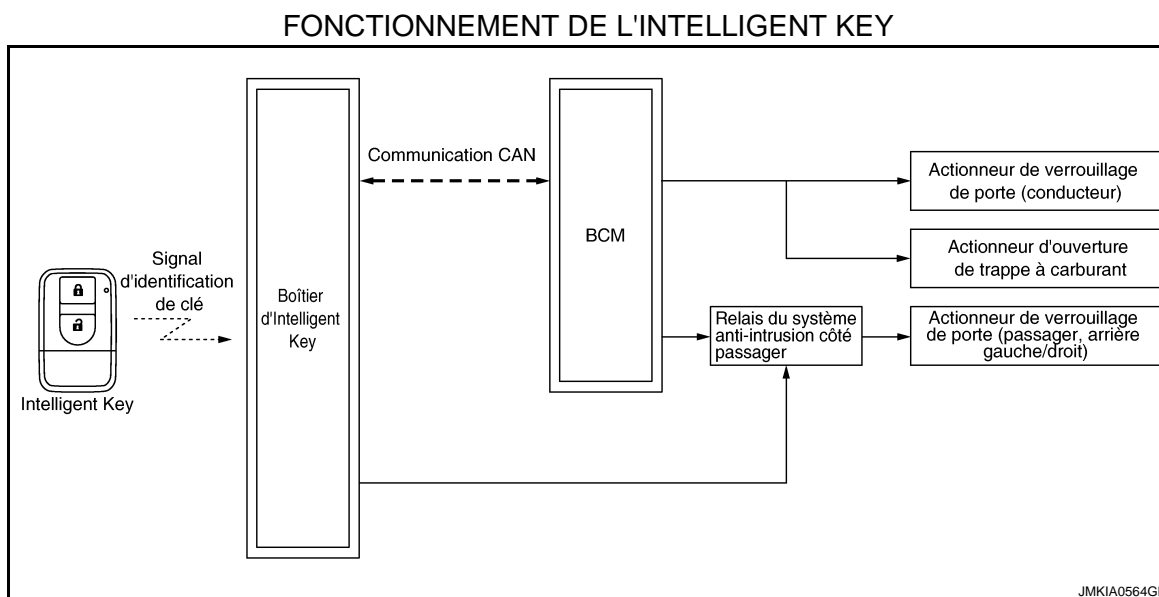 FONCTIONNEMENT DE L'INTELLIGENT KEY
Communication CAN
Signal
d'identification
de clé
Intelligent Key
Boîtier
d'Intelligent
Key
BCM
Actionneur de verrouillage
de porte (conducteur)
Actionneur d'ouverture
de trappe à carburant
Relais du système
anti-intrusion côté
passager
Actionneur de verrouillage
de porte (passager, arrière
gauche/droit)